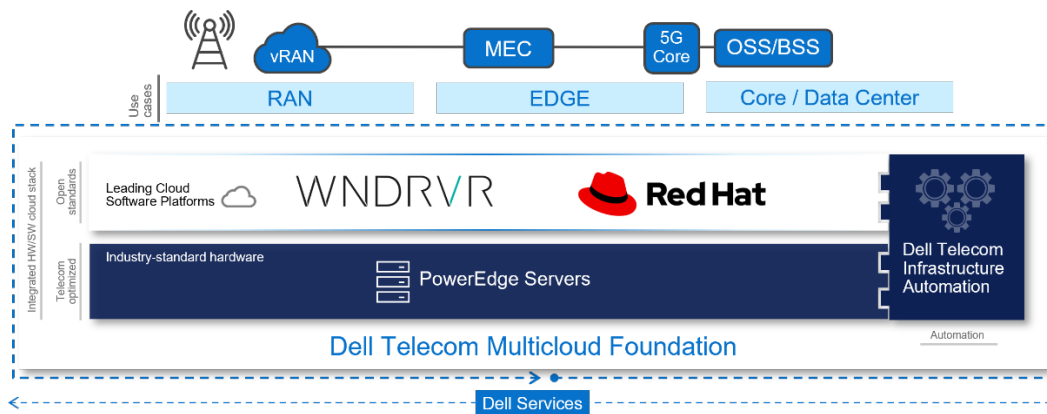 vRAN
MEC
5G
Core
OSS/BSS
Use
cases
RAN
EDGE
Core / Data Center
Integrated HW/SW cloud stack
Open
standards
Leading Cloud
Software Platforms
WNDRVR
Red Hat
Telecom
optimized
Industry-standard hardware
PowerEdge Servers
Dell Telecom
Infrastructure
Automation
Automation
Dell Telecom Multicloud Foundation
Dell Services